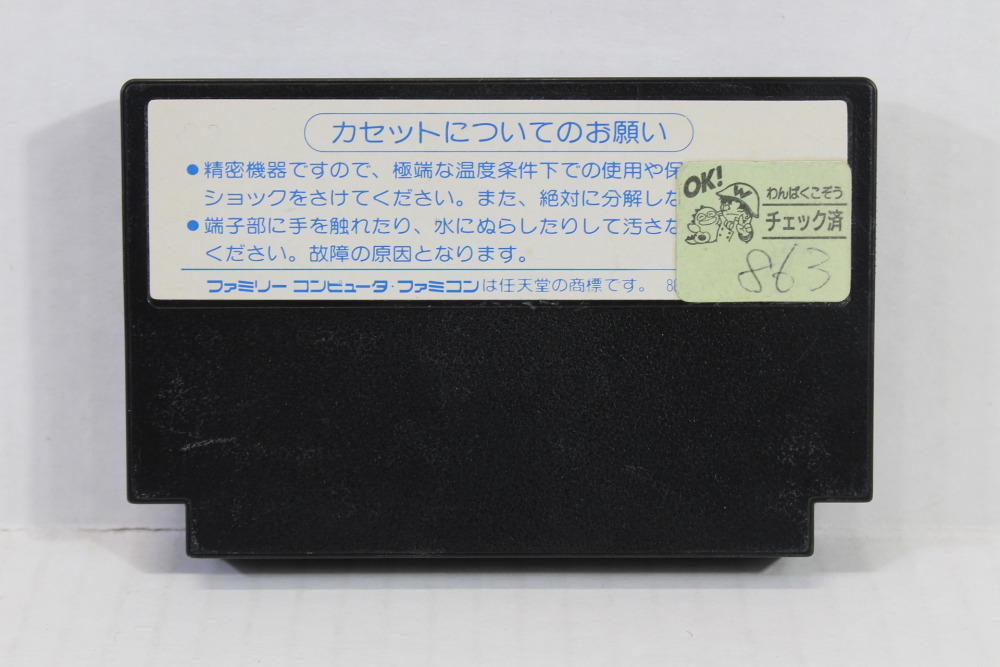 カセットについてのお願い
●精密機器ですので、極端な温度条件下での使用や保
ショックをさけてください。また、絶対に分解した
●端子部に手を触れたり、水にぬらしたりして汚さな
ください。故障の原因となります。
ファミリー コンピュータ・ファミコンは任天堂の商標です。
OK!
W
わんぱくこぞう
チェック済
863